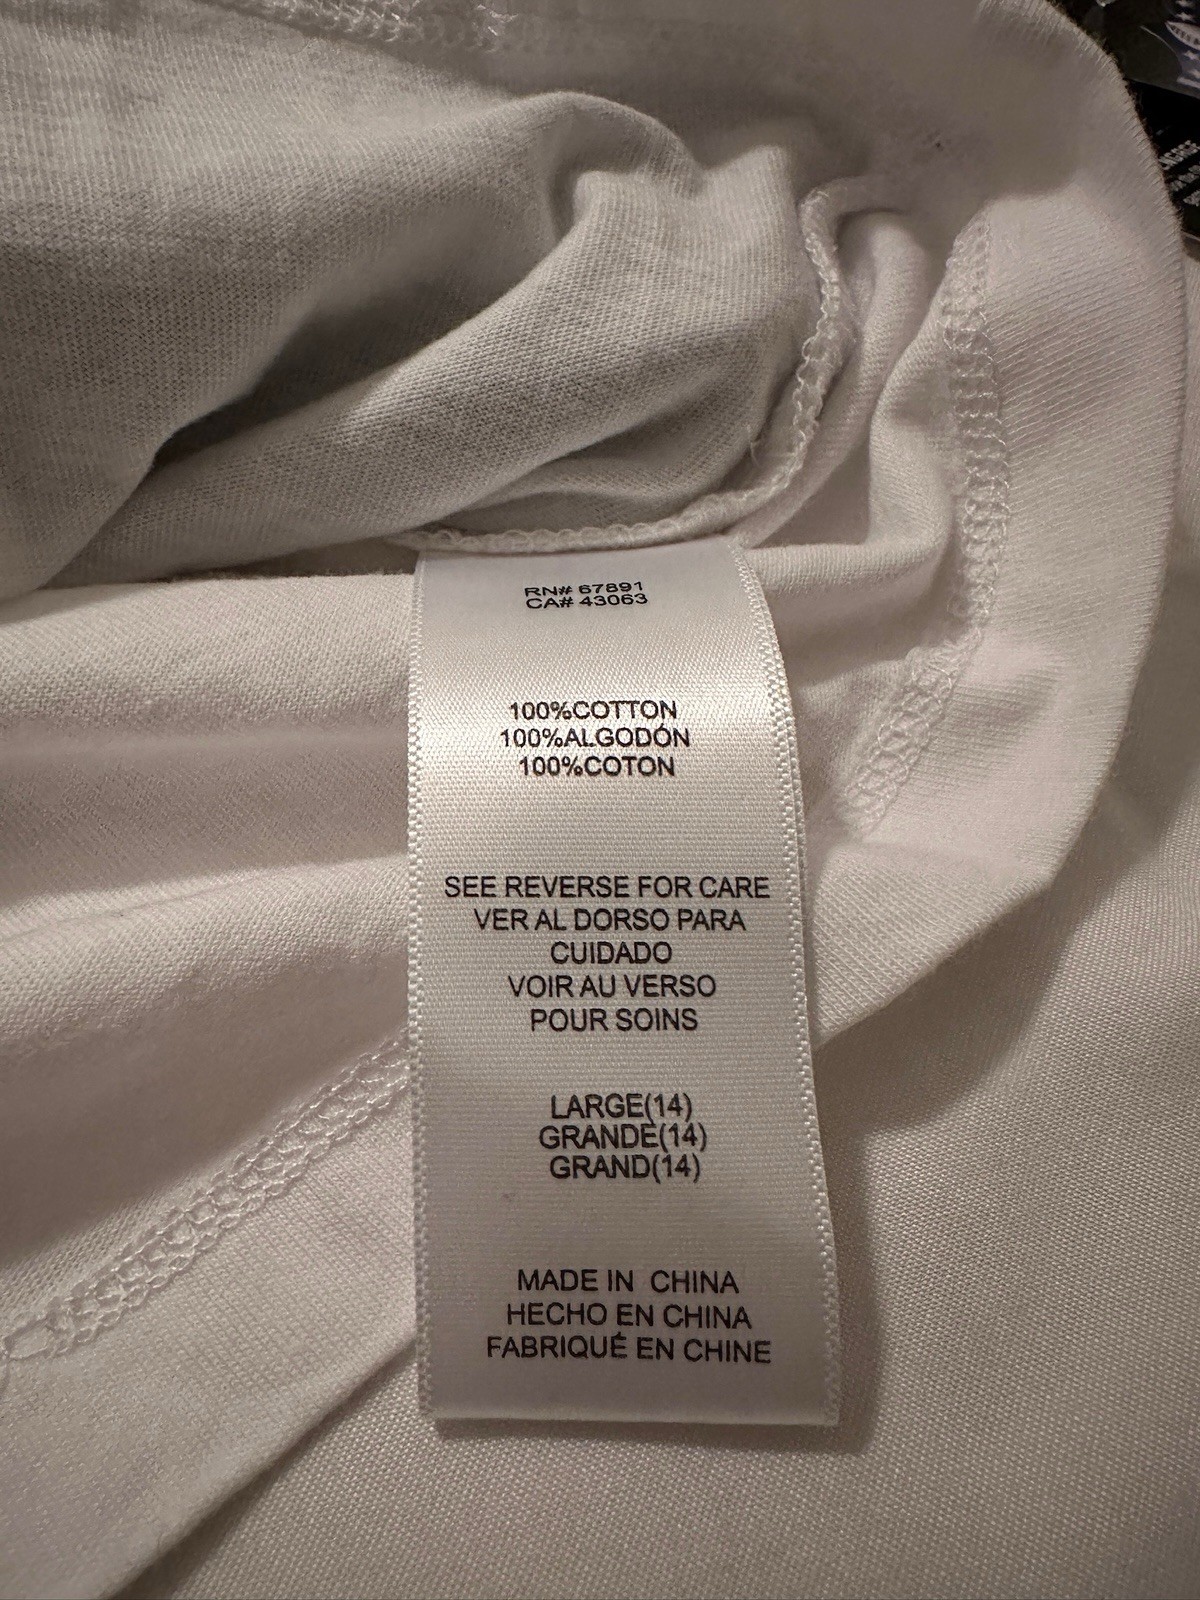 RN# 67891
CA# 43063
100%COTTON
100%ALGODÓN
100%COTON
SEE REVERSE FOR CARE
VER AL DORSO PARA
CUIDADO
VOIR AU VERSO
POUR SOINS
LARGE(14)
GRANDE(14)
GRAND(14)
MADE IN CHINA
HECHO EN CHINA
FABRIQUÉ EN CHINE